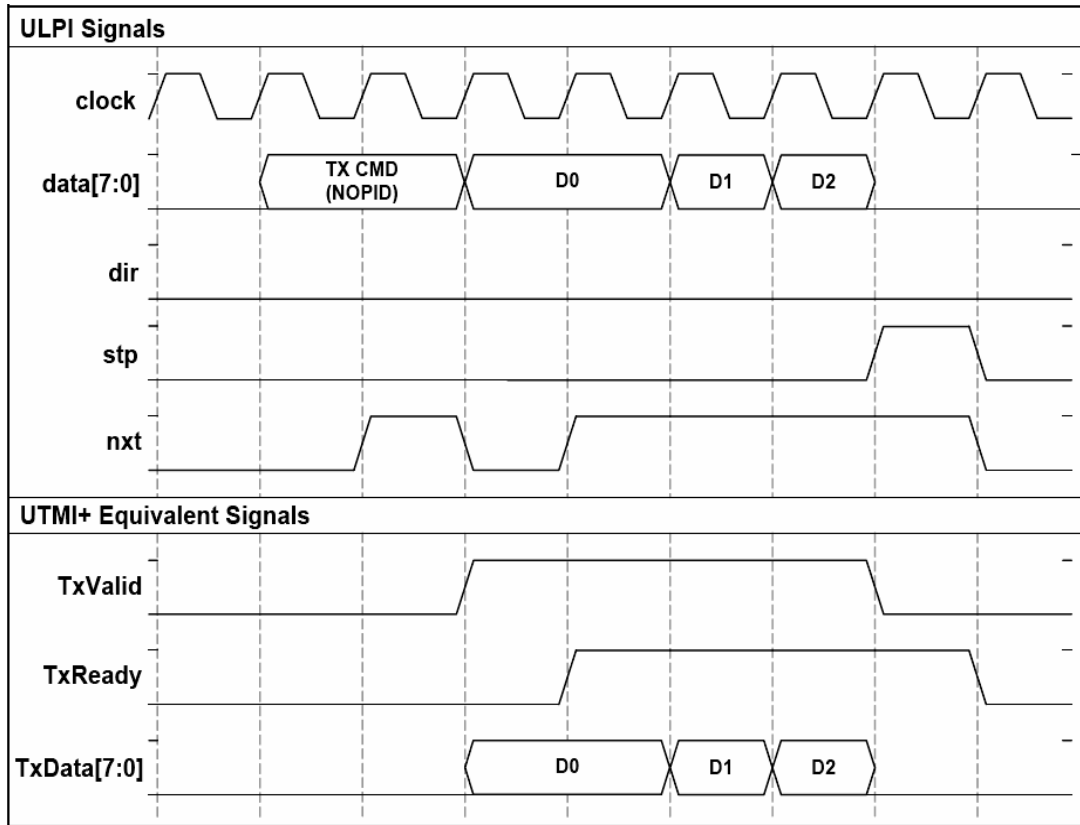 ULPI Signals
clock
data[7:0]
TX CMD
(NOPID)
D0
D1
D2
dir
stp
nxt
UTMI+ Equivalent Signals
TxValid
TxReady
TxData[7:0]
D0
D1
D2